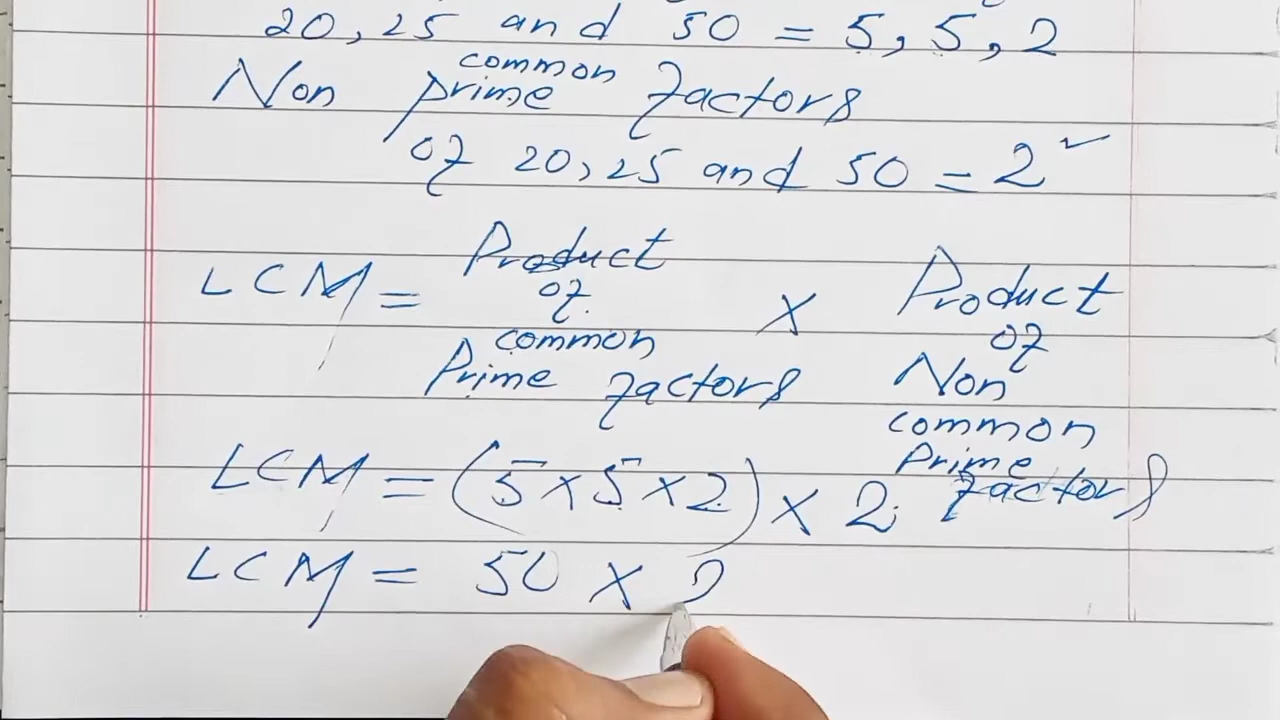 20, 25 and 50 = 5, 5, 2
common
Non prime factors
of 20, 25 and 50 = 2 ✓
LCM = Product of common Prime factors × Product of Non common Prime factors
LCM = (5 × 5 × 2) × 2
LCM = 50 × 2